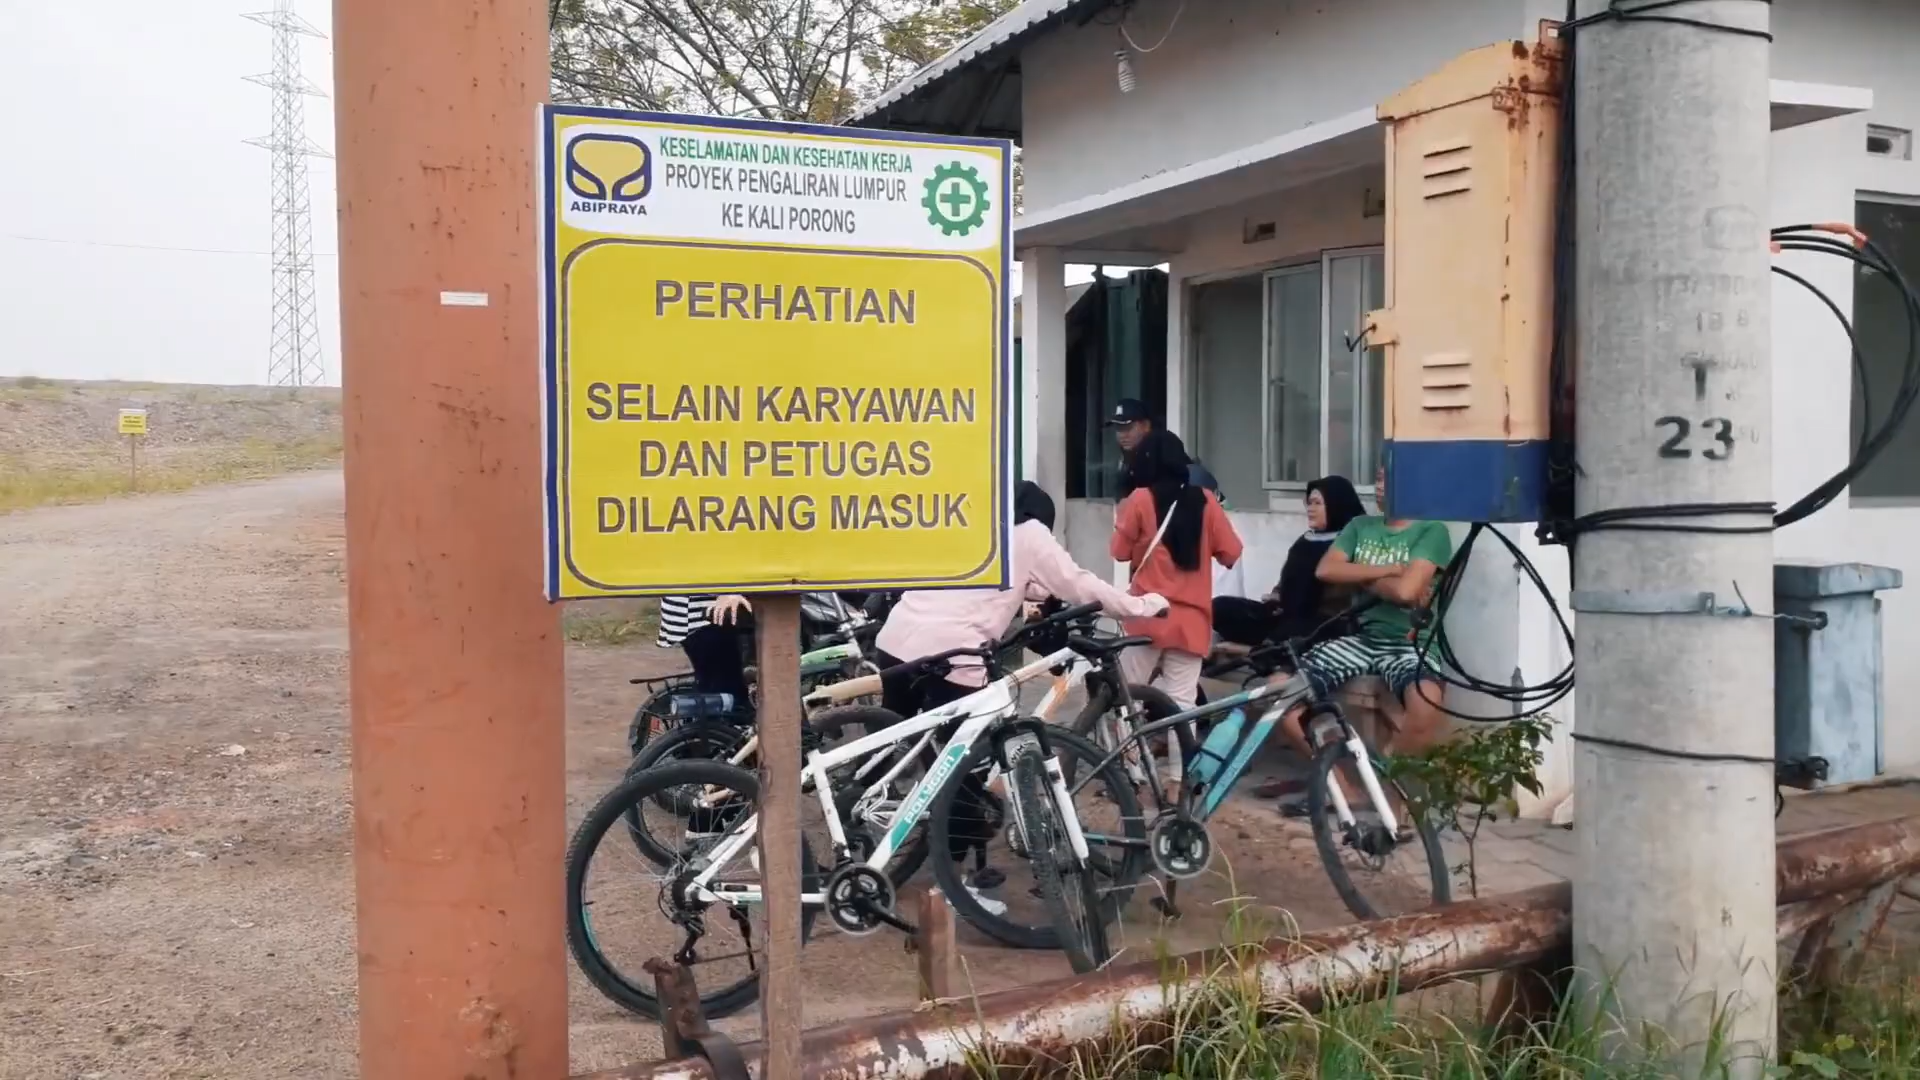 KESELAMATAN DAN KESEHATAN KERJA
PROYEK PENGALIRAN LUMPUR
KE KALI PORONG
ABIPRAYA
PERHATIAN
SELAIN KARYAWAN
DAN PETUGAS
DILARANG MASUK
POLYGON
T
23